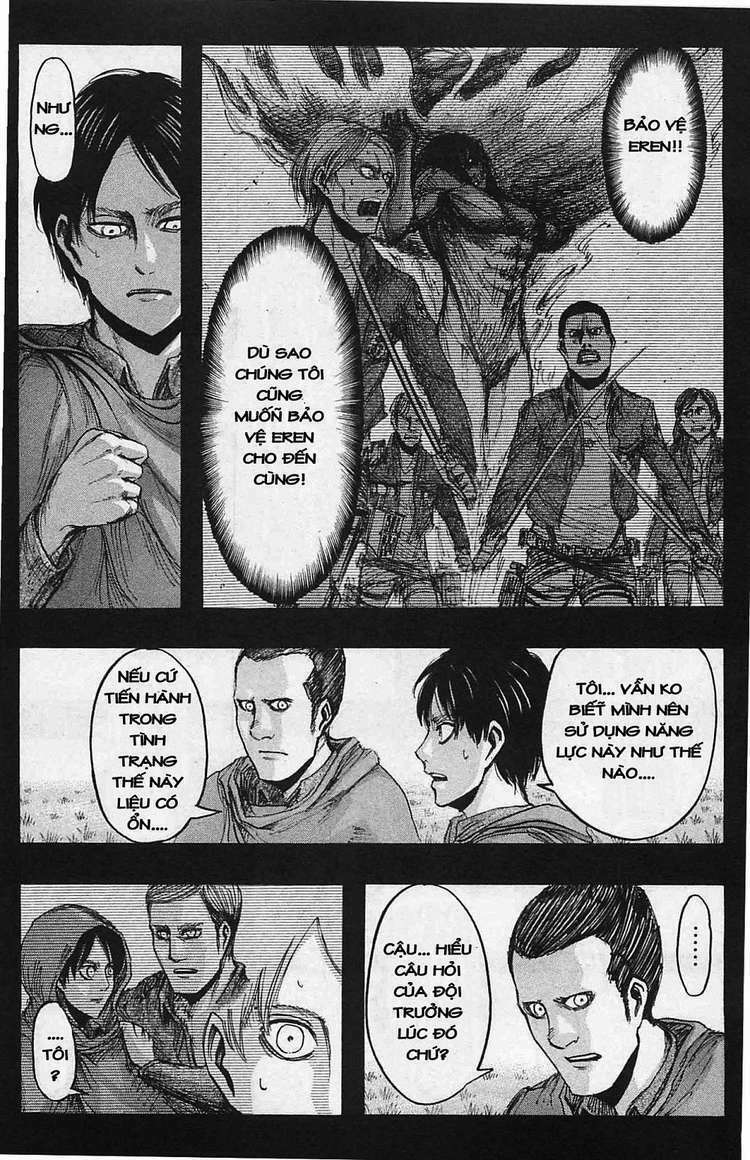 BẢO VỆ
EREN!!
DÙ SAO
CHÚNG TÔI
CŨNG
MUỐÑ BẢO
VỆ EREN
CHO ĐẾN
CÙNG!
NHƯ
NG...
TÔI... VẪN KO
BIẾT MÌNH NÊN
SỬ DỤNG NĂNG
LỰC NÀY NHƯ THẾ
NÀO....
NẾU CỨ
TIẾN HÀNH
TRONG
TÌNH
TRẠNG
THẾ NÀY
LIỆU CÓ
ỔN....
......
CẬU... HIỂU
CÂU HỎI
CỦA ĐỘI
TRƯỞNG
LÚC ĐÓ
CHỨ?
....
TÔI
?